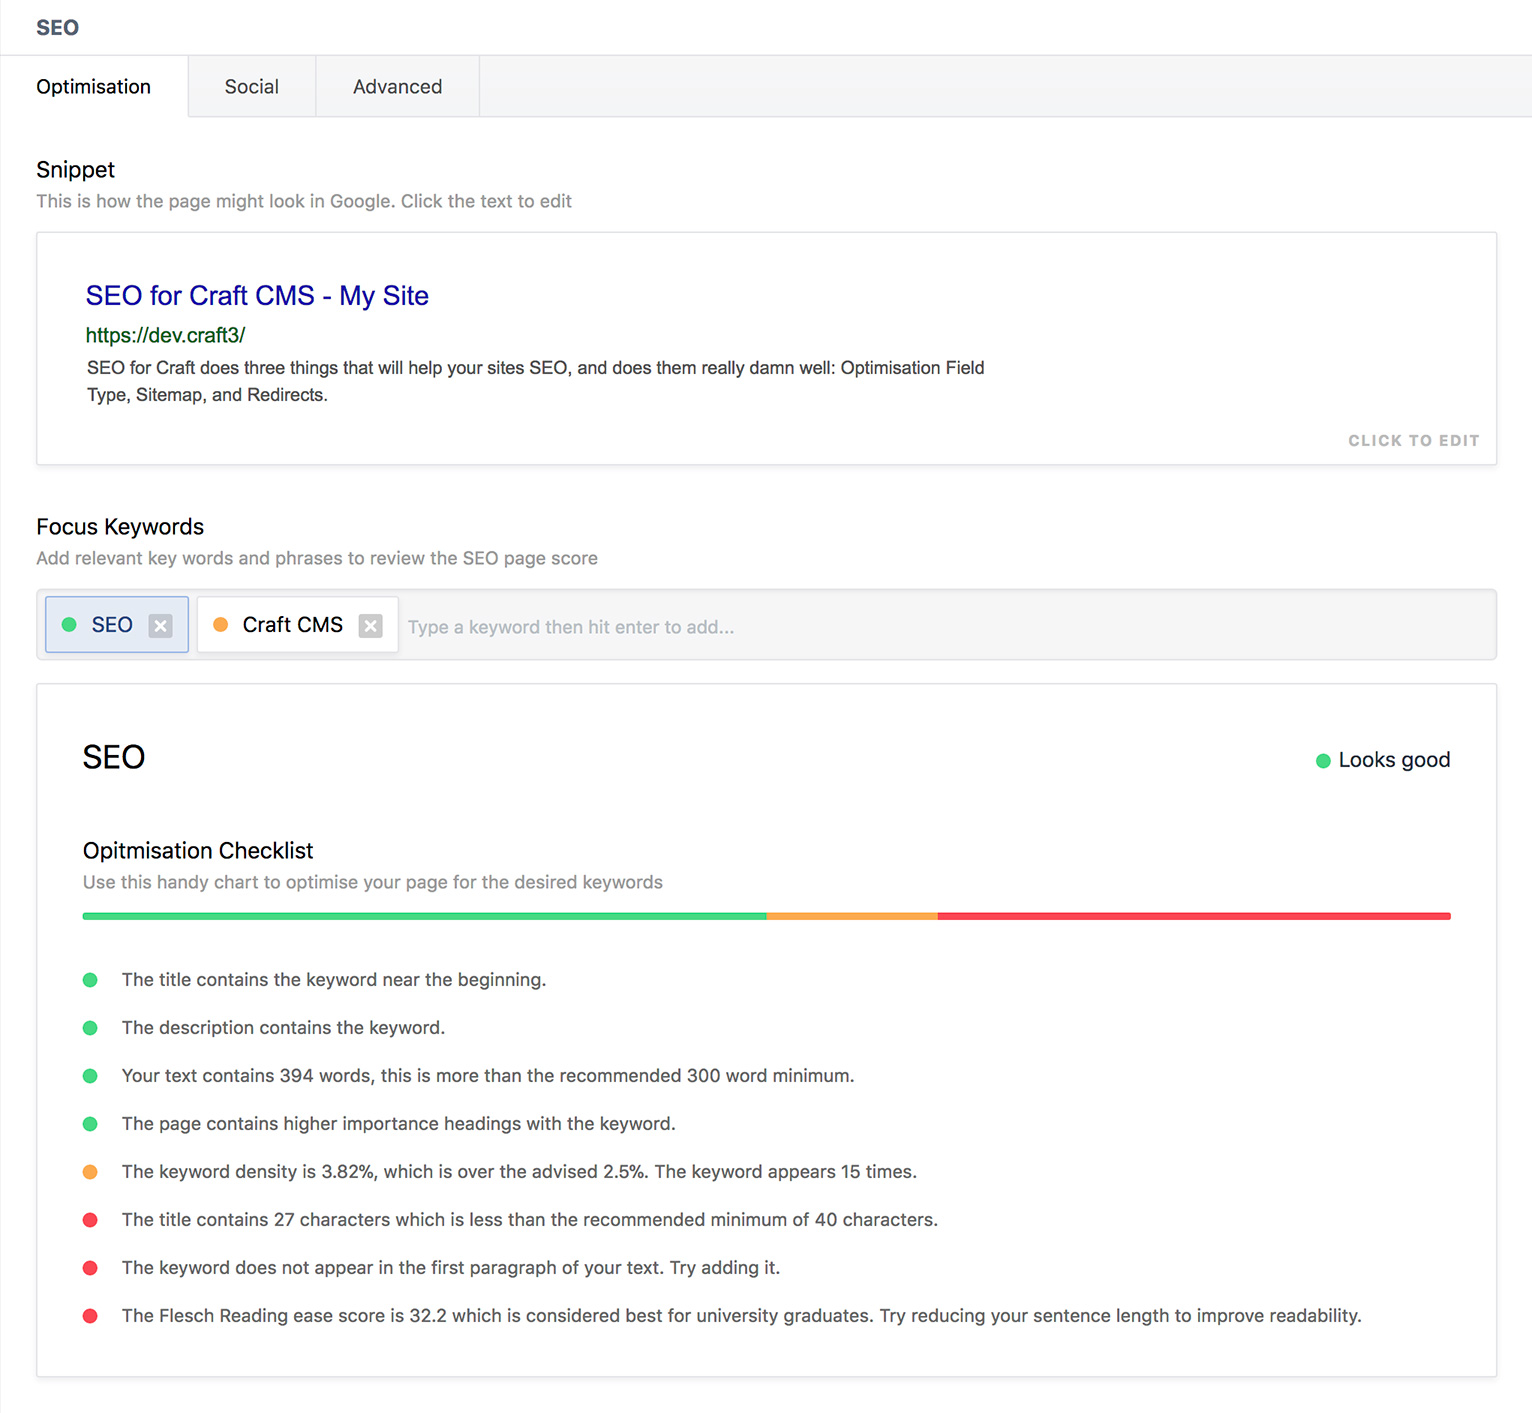 SEO
Optimisation
Social
Advanced
Snippet
This is how the page might look in Google. Click the text to edit
SEO for Craft CMS - My Site
https://dev.craft3/
SEO for Craft does three things that will help your sites SEO, and does them really damn well: Optimisation Field
Type, Sitemap, and Redirects.
CLICK TO EDIT
Focus Keywords
Add relevant key words and phrases to review the SEO page score
SEO
Craft CMS
Type a keyword then hit enter to add...
SEO
Looks good
Opitmisation Checklist
Use this handy chart to optimise your page for the desired keywords
The title contains the keyword near the beginning.
The description contains the keyword.
Your text contains 394 words, this is more than the recommended 300 word minimum.
The page contains higher importance headings with the keyword.
The keyword density is 3.82%, which is over the advised 2.5%. The keyword appears 15 times.
The title contains 27 characters which is less than the recommended minimum of 40 characters.
The keyword does not appear in the first paragraph of your text. Try adding it.
The Flesch Reading ease score is 32.2 which is considered best for university graduates. Try reducing your sentence length to improve readability.